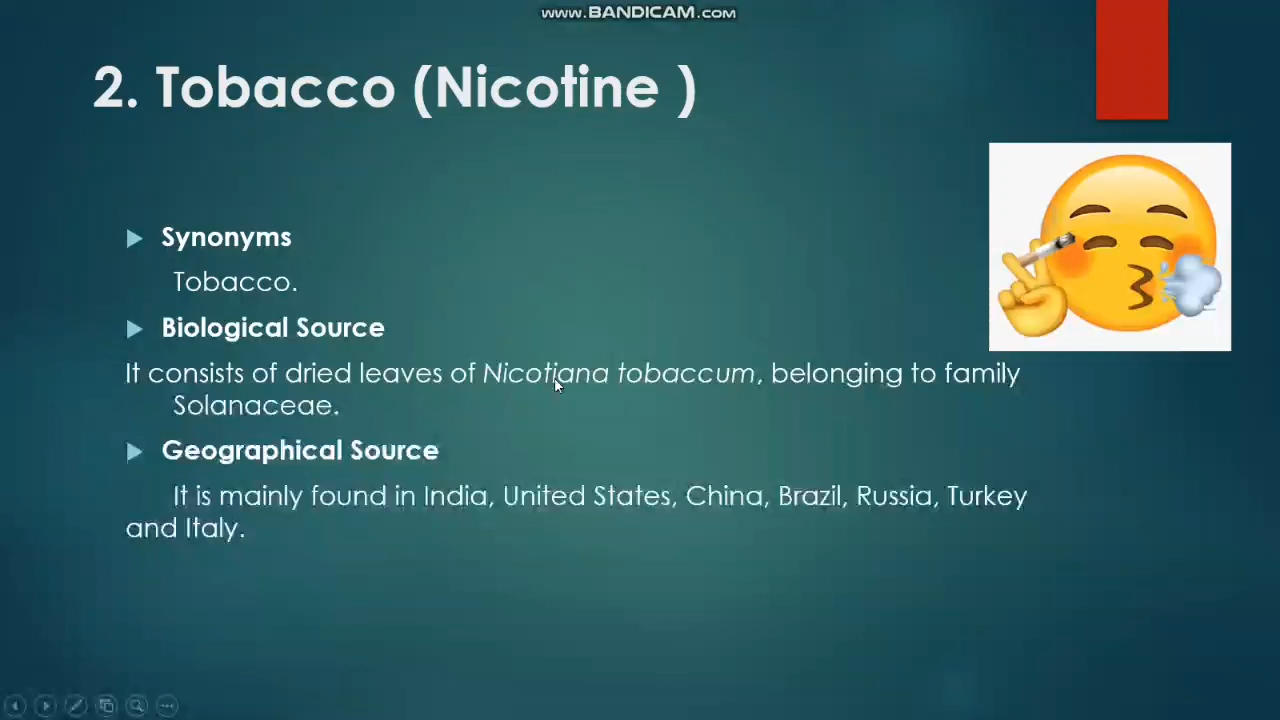 www.BANDICAM.com
2. Tobacco (Nicotine )
Synonyms
Tobacco.
Biological Source
It consists of dried leaves of Nicotiana tobaccum, belonging to family
Solanaceae.
Geographical Source
It is mainly found in India, United States, China, Brazil, Russia, Turkey
and Italy.